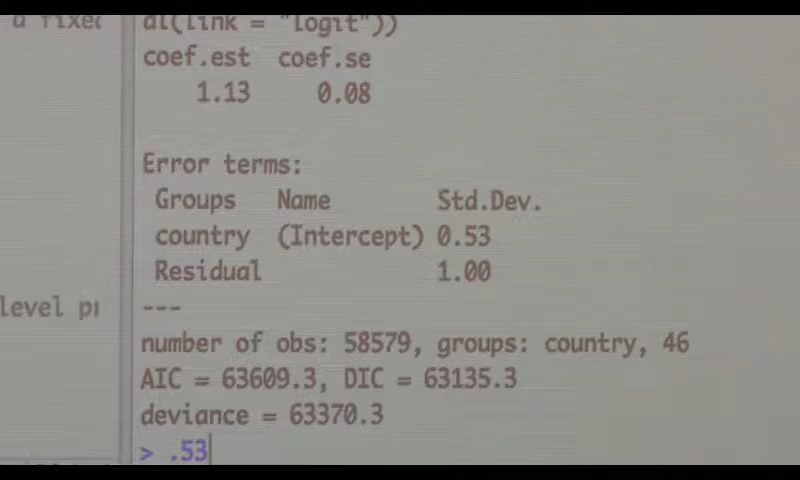 a fixed
al(link = "logit"))
coef.est coef.se
1.13 0.08
Error terms:
Groups Name Std.Dev.
country (Intercept) 0.53
Residual 1.00
level pr
---
number of obs: 58579, groups: country, 46
AIC = 63609.3, DIC = 63135.3
deviance = 63370.3
> .53